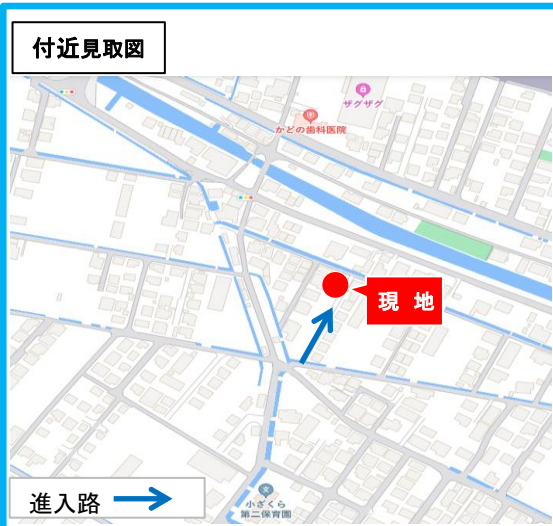 付近見取図
ザグザグ
かどの歯科医院
現 地
進入路
小ざくら
第二保育園